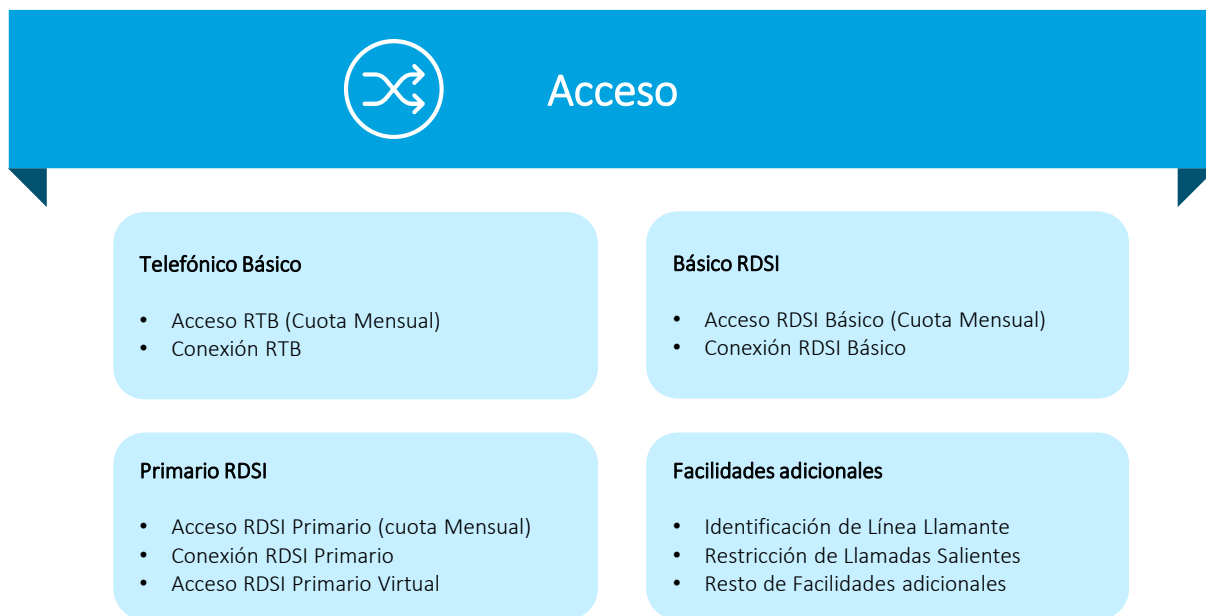 Acceso
Telefónico Básico
• Acceso RTB (Cuota Mensual)
• Conexión RTB
Básico RDSI
• Acceso RDSI Básico (Cuota Mensual)
• Conexión RDSI Básico
Primario RDSI
• Acceso RDSI Primario (cuota Mensual)
• Conexión RDSI Primario
• Acceso RDSI Primario Virtual
Facilidades adicionales
• Identificación de Línea Llamante
• Restricción de Llamadas Salientes
• Resto de Facilidades adicionales